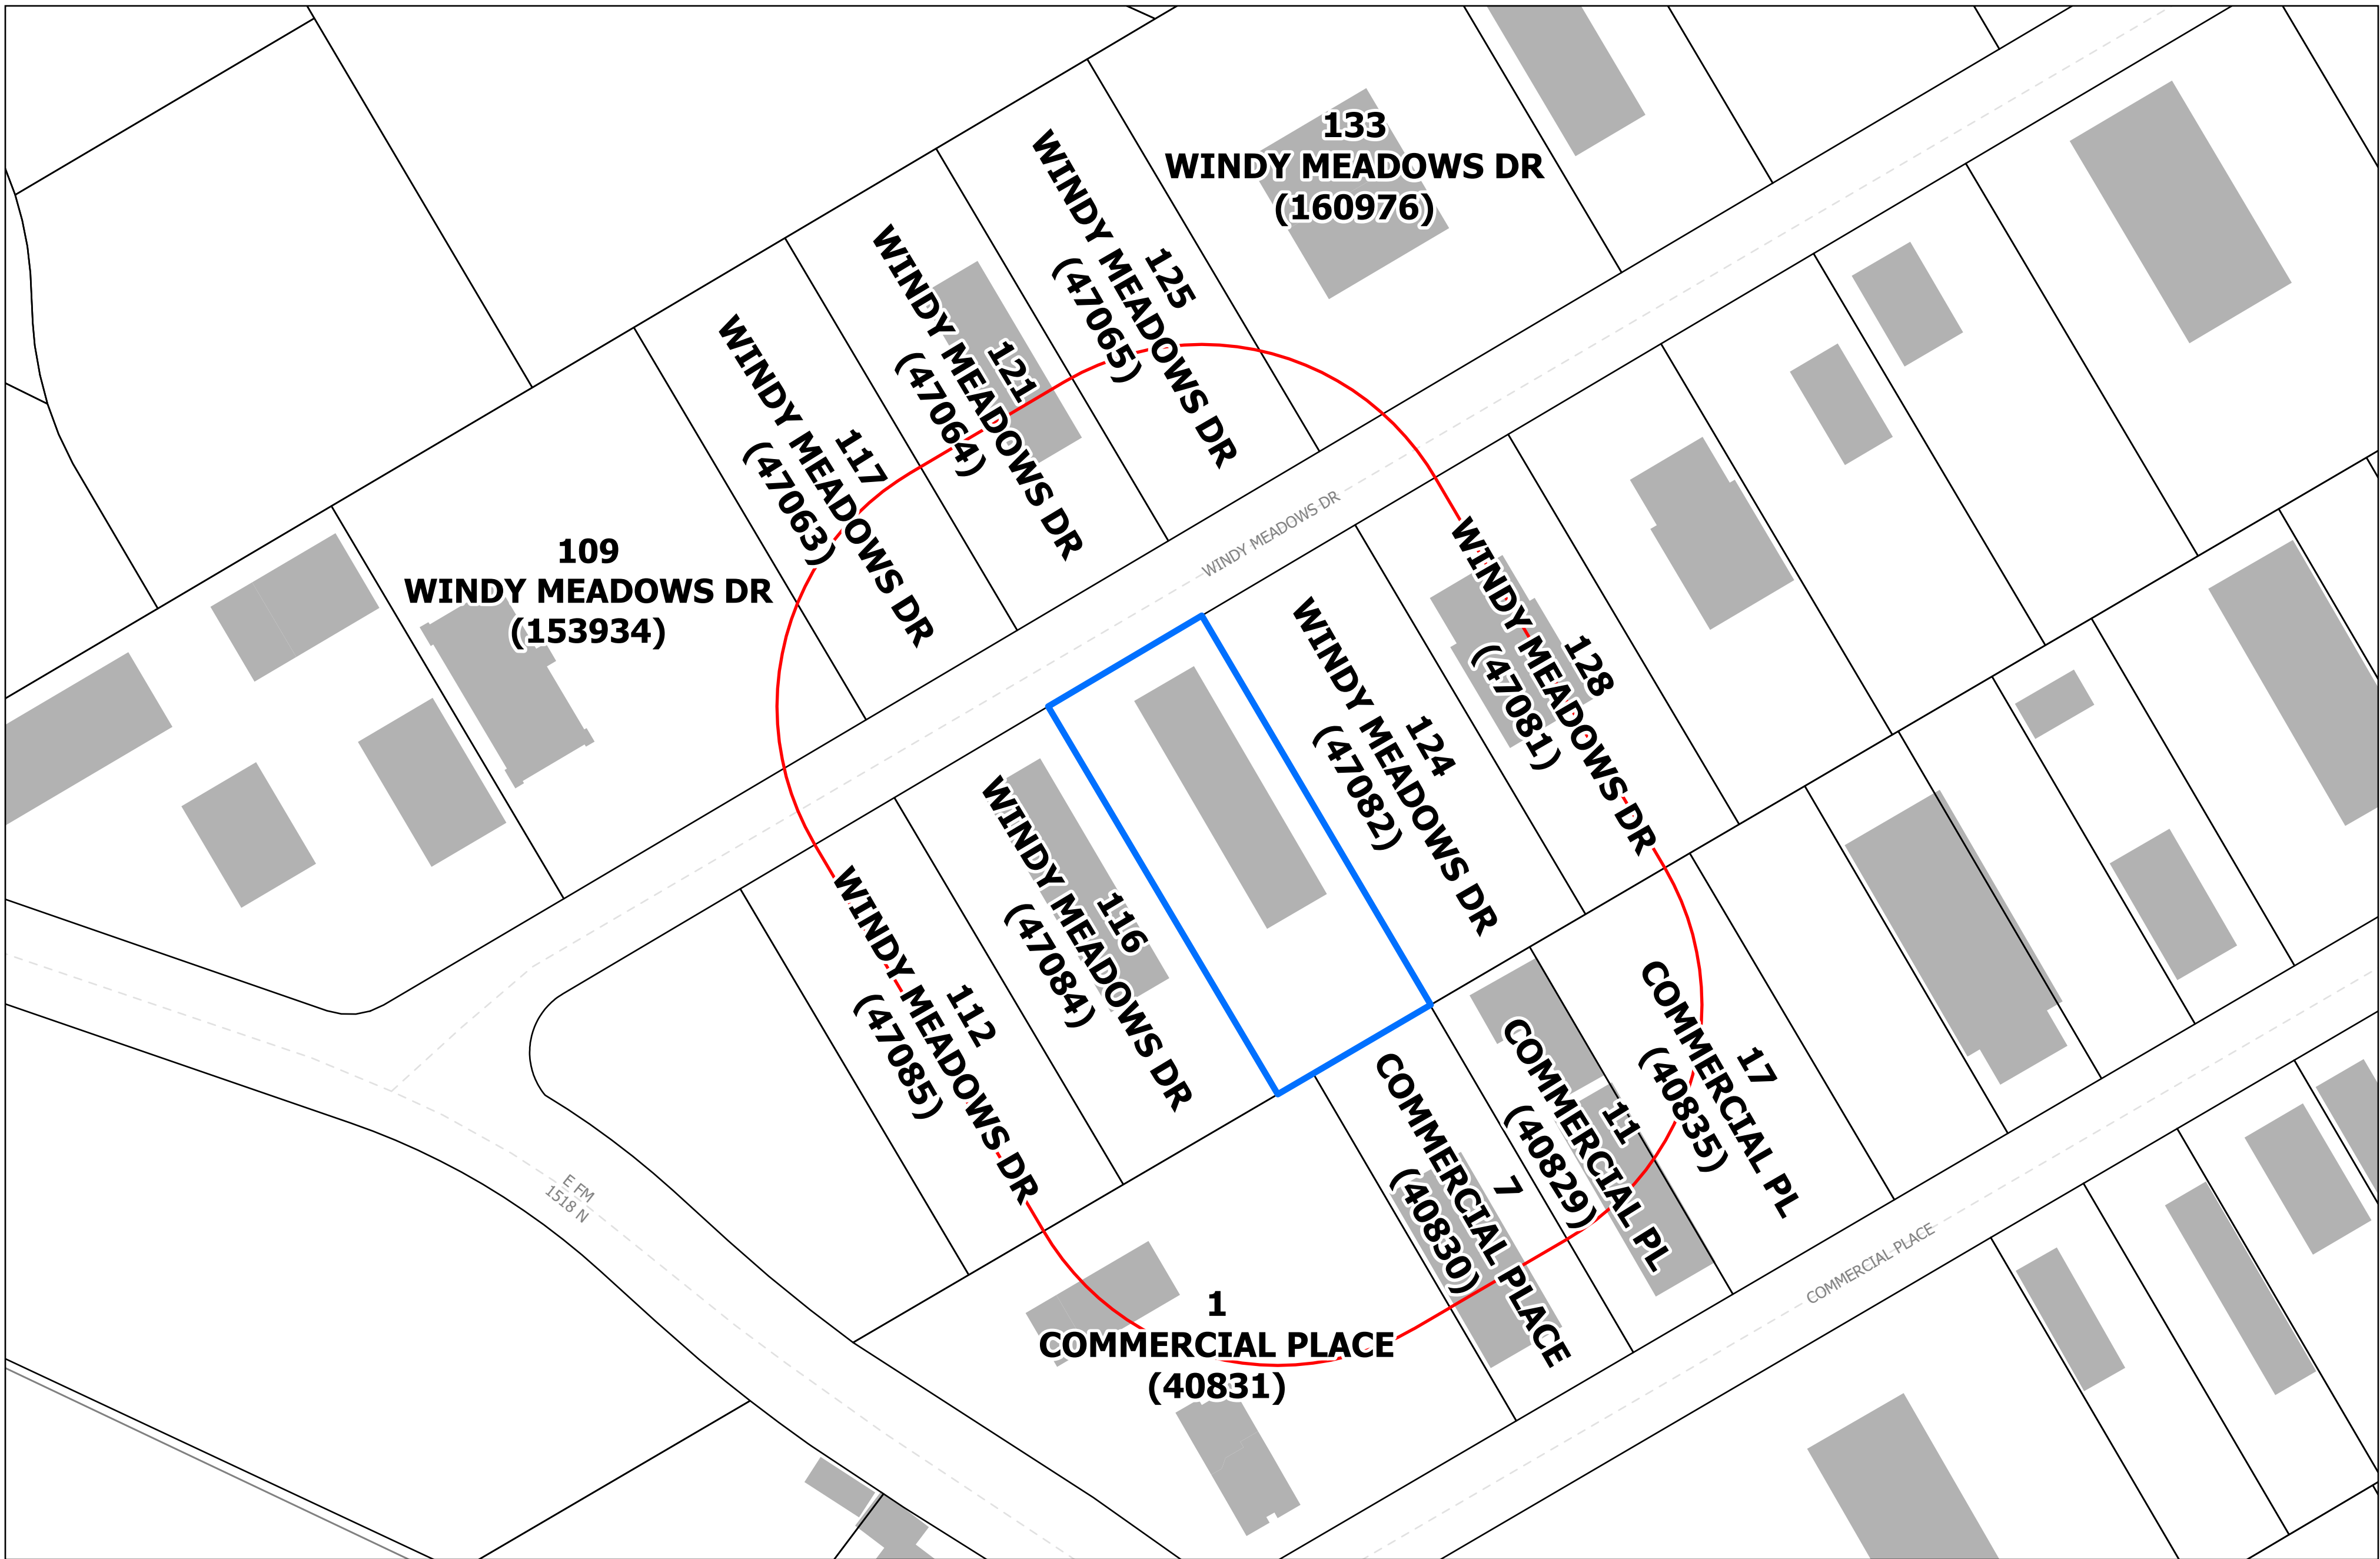 133
WINDY MEADOWS DR
(160976)
125
WINDY MEADOWS DR
(47065)
121
WINDY MEADOWS DR
(47064)
117
WINDY MEADOWS DR
(47063)
109
WINDY MEADOWS DR
(153934)
WINDY MEADOWS DR
128
WINDY MEADOWS DR
(47081)
124
WINDY MEADOWS DR
(47082)
116
WINDY MEADOWS DR
(47084)
112
WINDY MEADOWS DR
(47085)
17
COMMERCIAL PL
(40835)
11
COMMERCIAL PL
(40829)
7
COMMERCIAL PLACE
(40830)
1
COMMERCIAL PLACE
(40831)
E FM
1518 N
COMMERCIAL PLACE